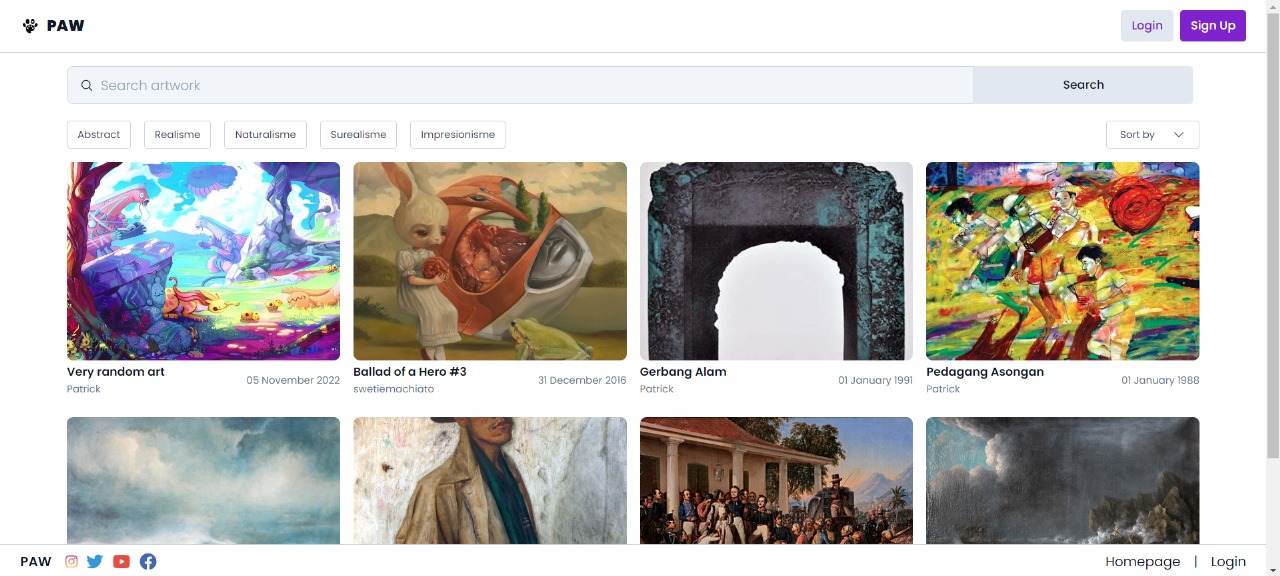 PAW
Login
Sign Up
Search artwork
Search
Abstract
Realisme
Naturalisme
Surealisme
Impresionisme
Sort by
Very random art
Patrick
05 November 2022
Ballad of a Hero #3
swetiemachiato
31 December 2016
Gerbang Alam
Patrick
01 January 1991
Pedagang Asongan
Patrick
01 January 1988
PAW
Homepage | Login